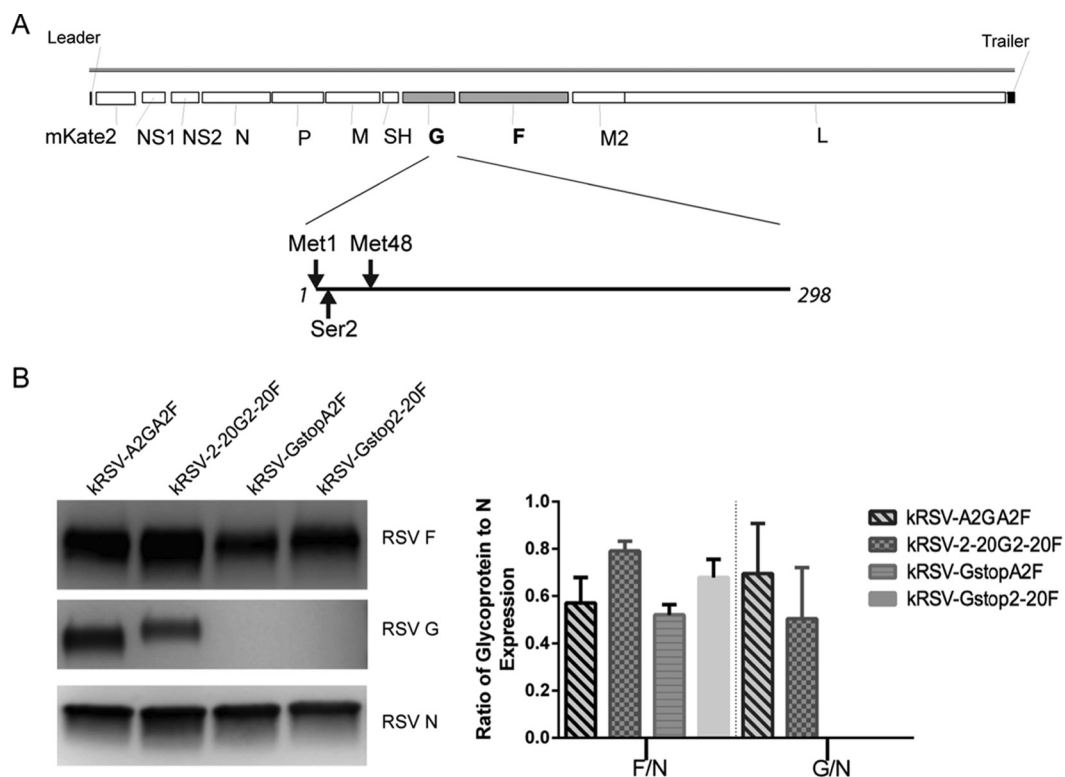 A
Leader
Trailer
mKate2 NS1 NS2 N P M SH G F M2 L
Met1 Met48
1 298
Ser2
B
kRSV-A2GA2F
kRSV-2-20G2-20F
kRSV-GstopA2F
kRSV-Gstop2-20F
RSV F
RSV G
RSV N
Ratio of Glycoprotein to N
Expression
1.0
0.8
0.6
0.4
0.2
0.0
F/N G/N
kRSV-A2GA2F
kRSV-2-20G2-20F
kRSV-GstopA2F
kRSV-Gstop2-20F